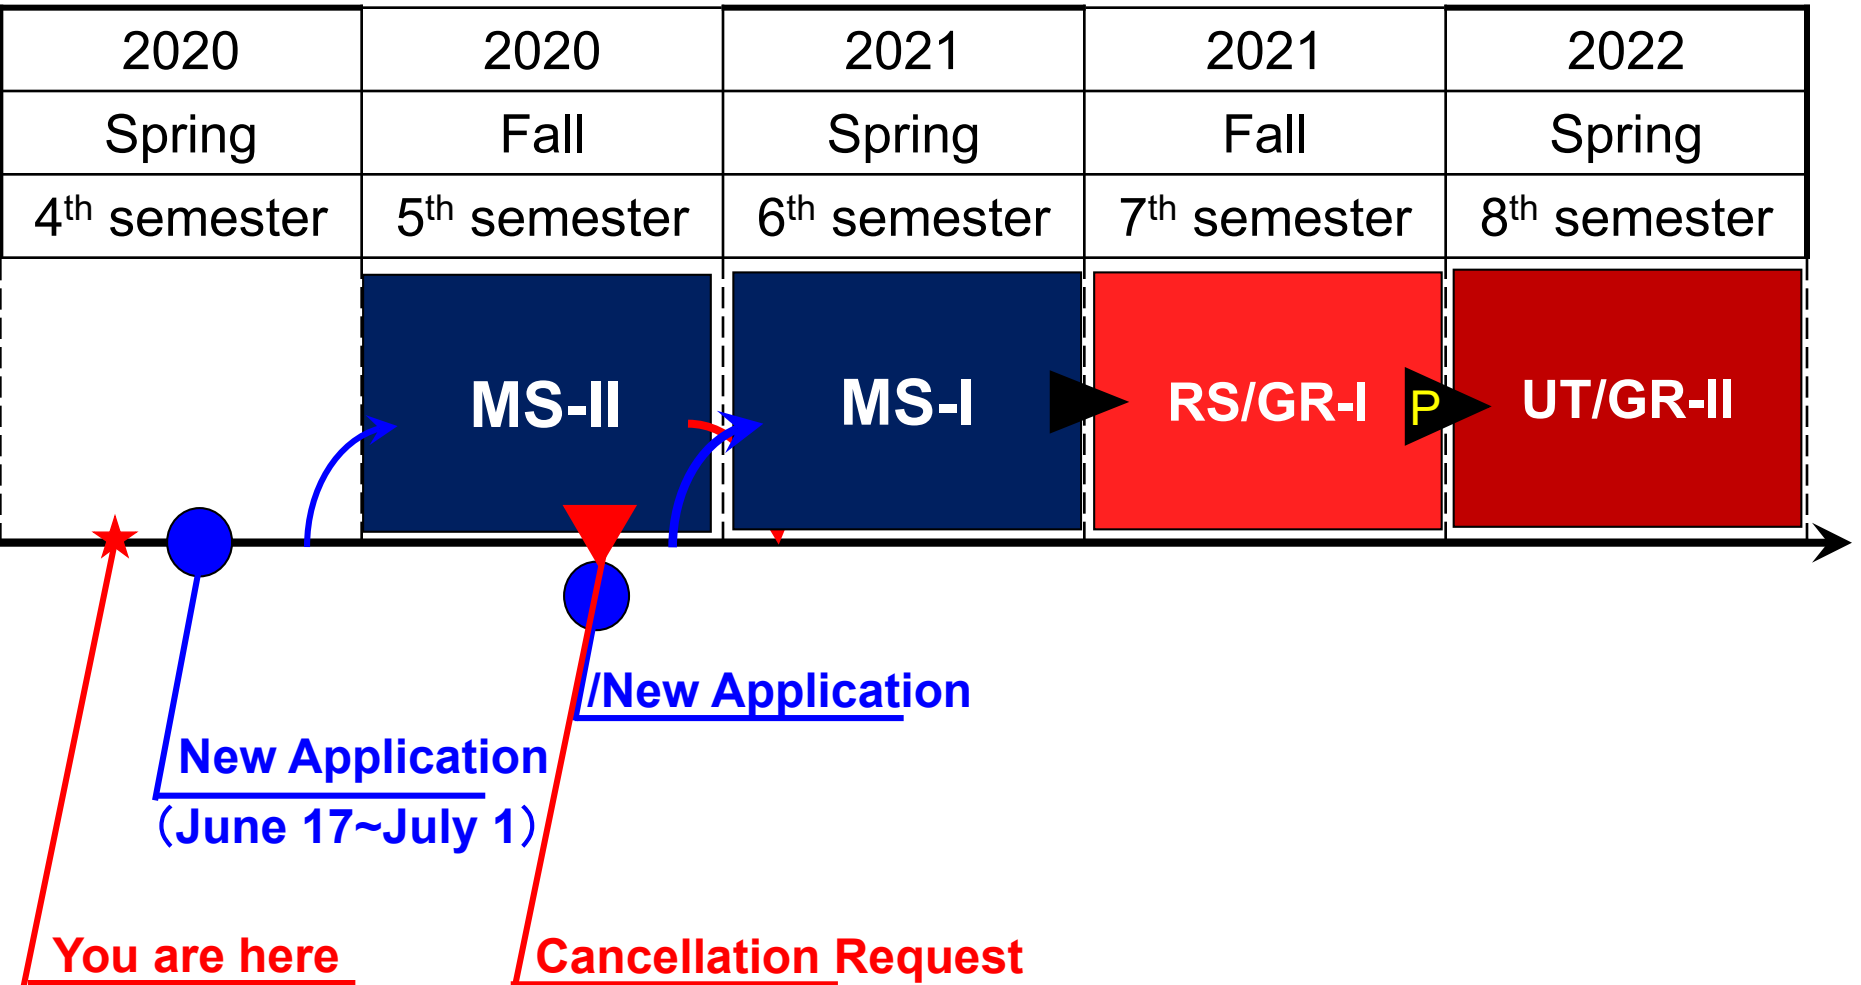 2020 2020 2021 2021 2022
Spring Fall Spring Fall Spring
4th semester 5th semester 6th semester 7th semester 8th semester
MS-II MS-I RS/GR-I P UT/GR-II
/New Application
New Application
（June 17~July 1）
You are here Cancellation Request